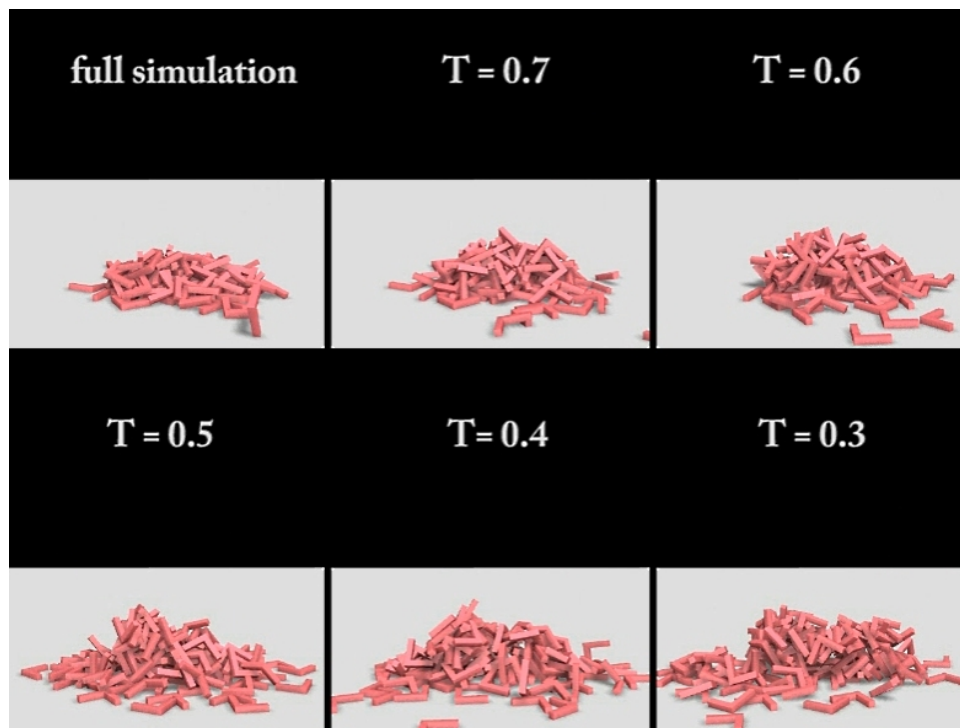 full simulation
T = 0.7
T = 0.6
T = 0.5
T= 0.4
T = 0.3